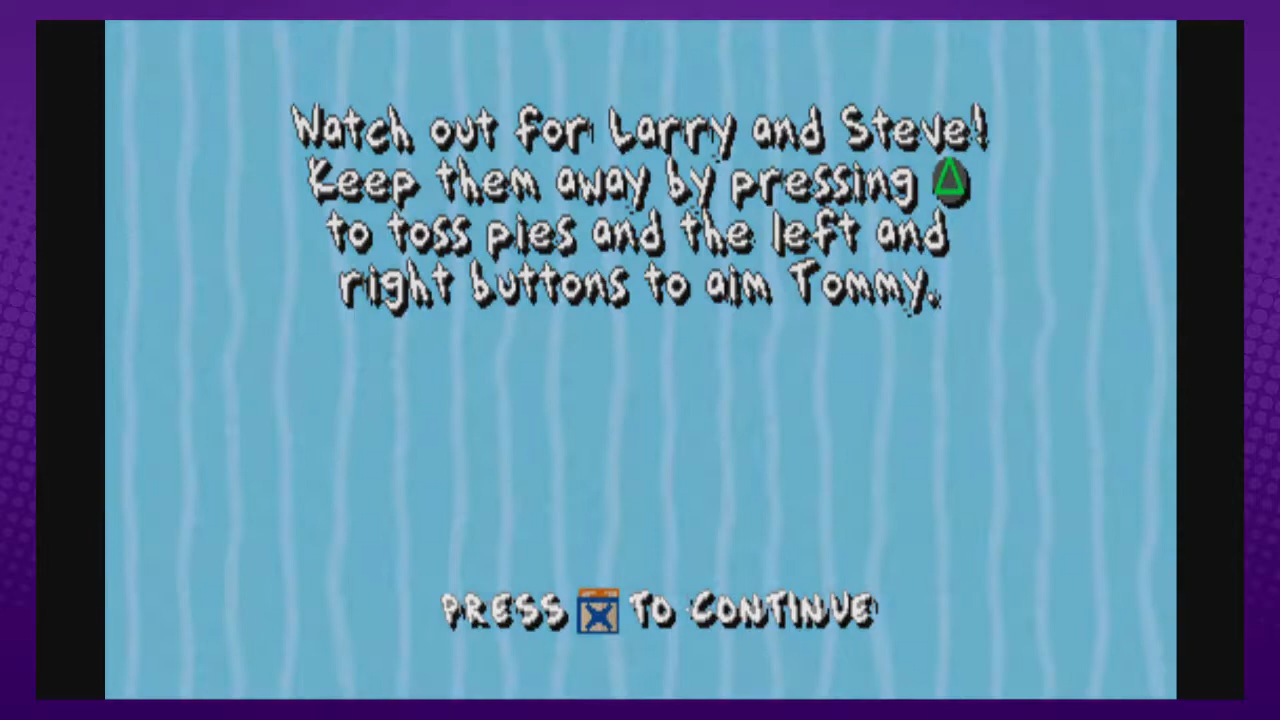 Watch out for Larry and Steve!
Keep them away by pressing △
to toss pies and the left and
right buttons to aim Tommy.
PRESS X TO CONTINUE